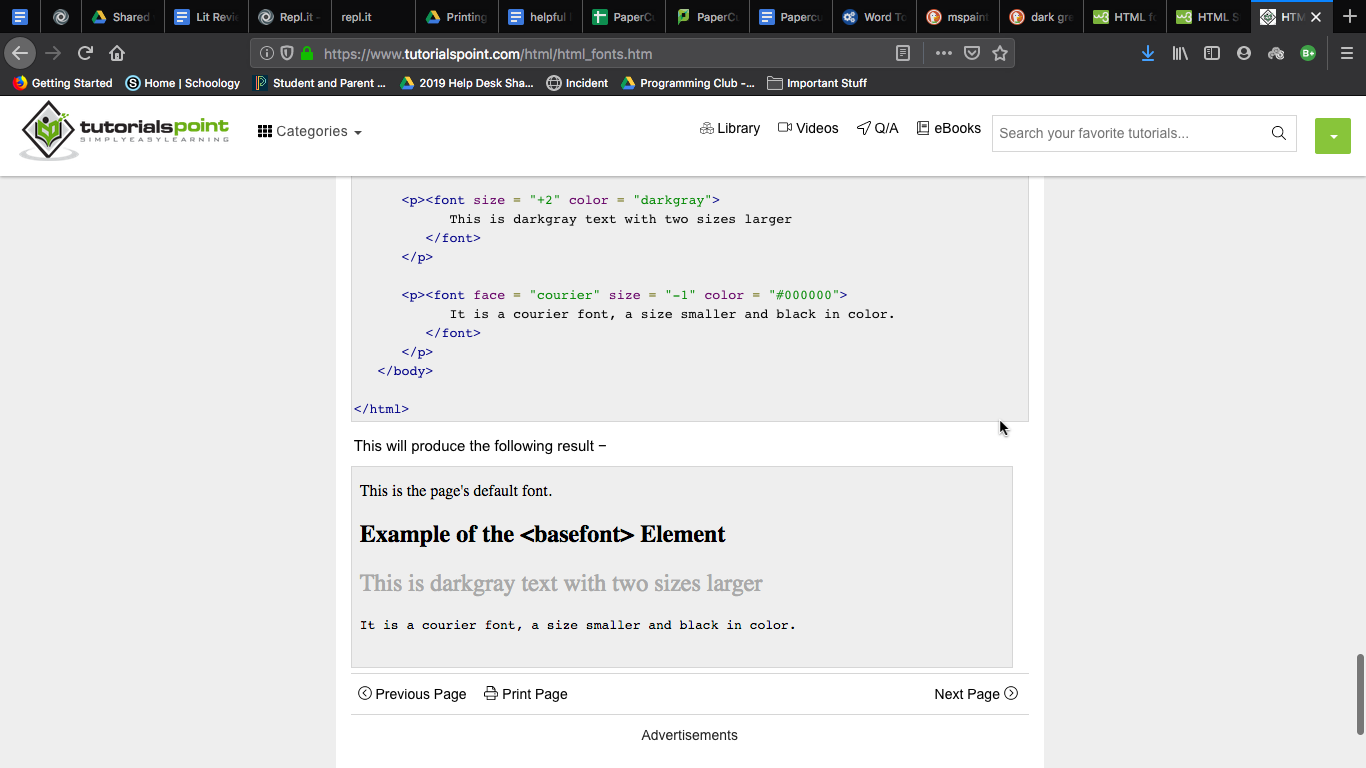 Shared
Lit Revi
Repl.it -
repl.it
Printing
helpful
PaperCu
PaperCu
Papercu
Word To
mspaint
dark gre
HTML fo
HTML S
HTM
https://www.tutorialspoint.com/html/html_fonts.htm
Getting Started
Home | Schoology
Student and Parent ...
2019 Help Desk Sha...
Incident
Programming Club -...
Important Stuff
tutorialspoint
SIMPLYEASYLEARNING
Categories
Library
Videos
Q/A
eBooks
Search your favorite tutorials...
<p><font size = "+2" color = "darkgray">
This is darkgray text with two sizes larger
</font>
</p>
<p><font face = "courier" size = "-1" color = "#000000">
It is a courier font, a size smaller and black in color.
</font>
</p>
</body>
</html>
This will produce the following result −
This is the page's default font.
Example of the <basefont> Element
This is darkgray text with two sizes larger
It is a courier font, a size smaller and black in color.
Previous Page
Print Page
Next Page
Advertisements